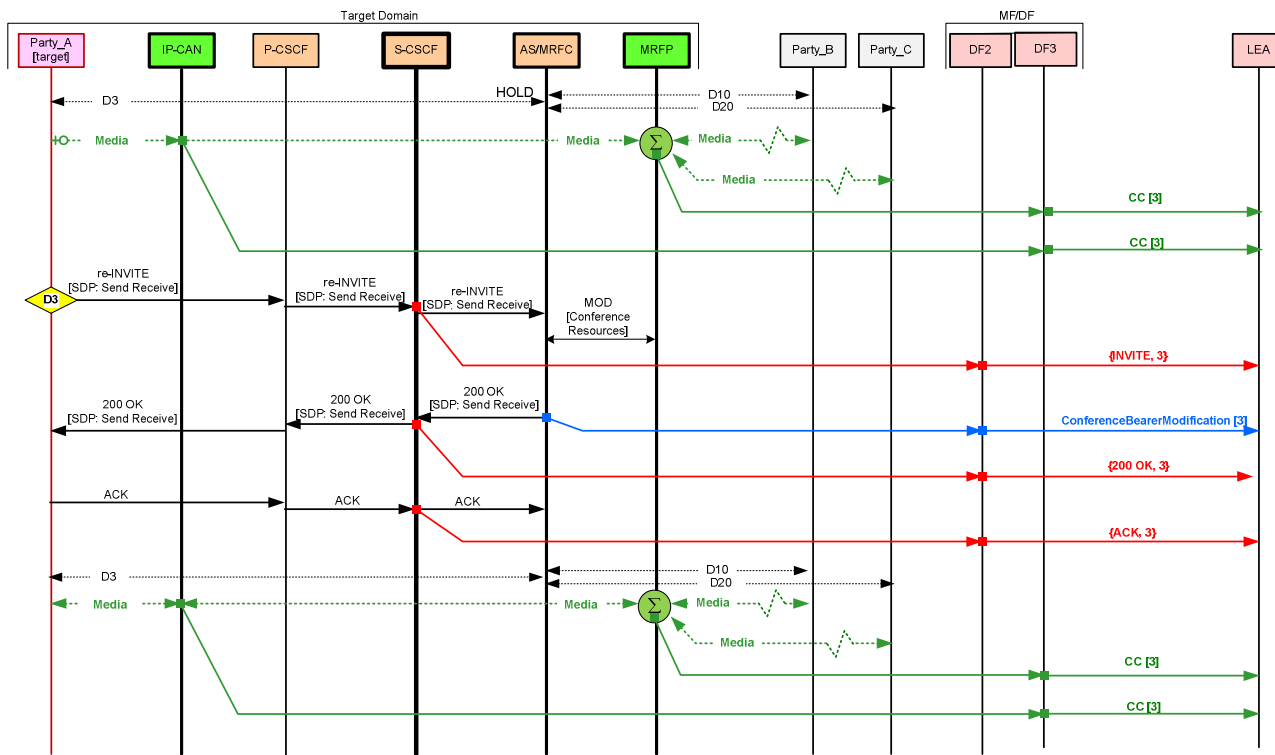 Target Domain
MF/DF
Party_A
[target]
IP-CAN
P-CSCF
S-CSCF
AS/MRFC
MRFP
Party_B
Party_C
DF2
DF3
LEA
D3
HOLD
D10
D20
Media
Media
Σ
Media
Media
CC [3]
CC [3]
D3
re-INVITE
[SDP: Send Receive]
re-INVITE
[SDP: Send Receive]
re-INVITE
[SDP: Send Receive]
MOD
[Conference
Resources]
{INVITE, 3}
200 OK
[SDP: Send Receive]
200 OK
[SDP: Send Receive]
200 OK
[SDP: Send Receive]
ConferenceBearerModification [3]
{200 OK, 3}
ACK
ACK
ACK
{ACK, 3}
D3
D10
D20
Media
Media
Σ
Media
Media
CC [3]
CC [3]